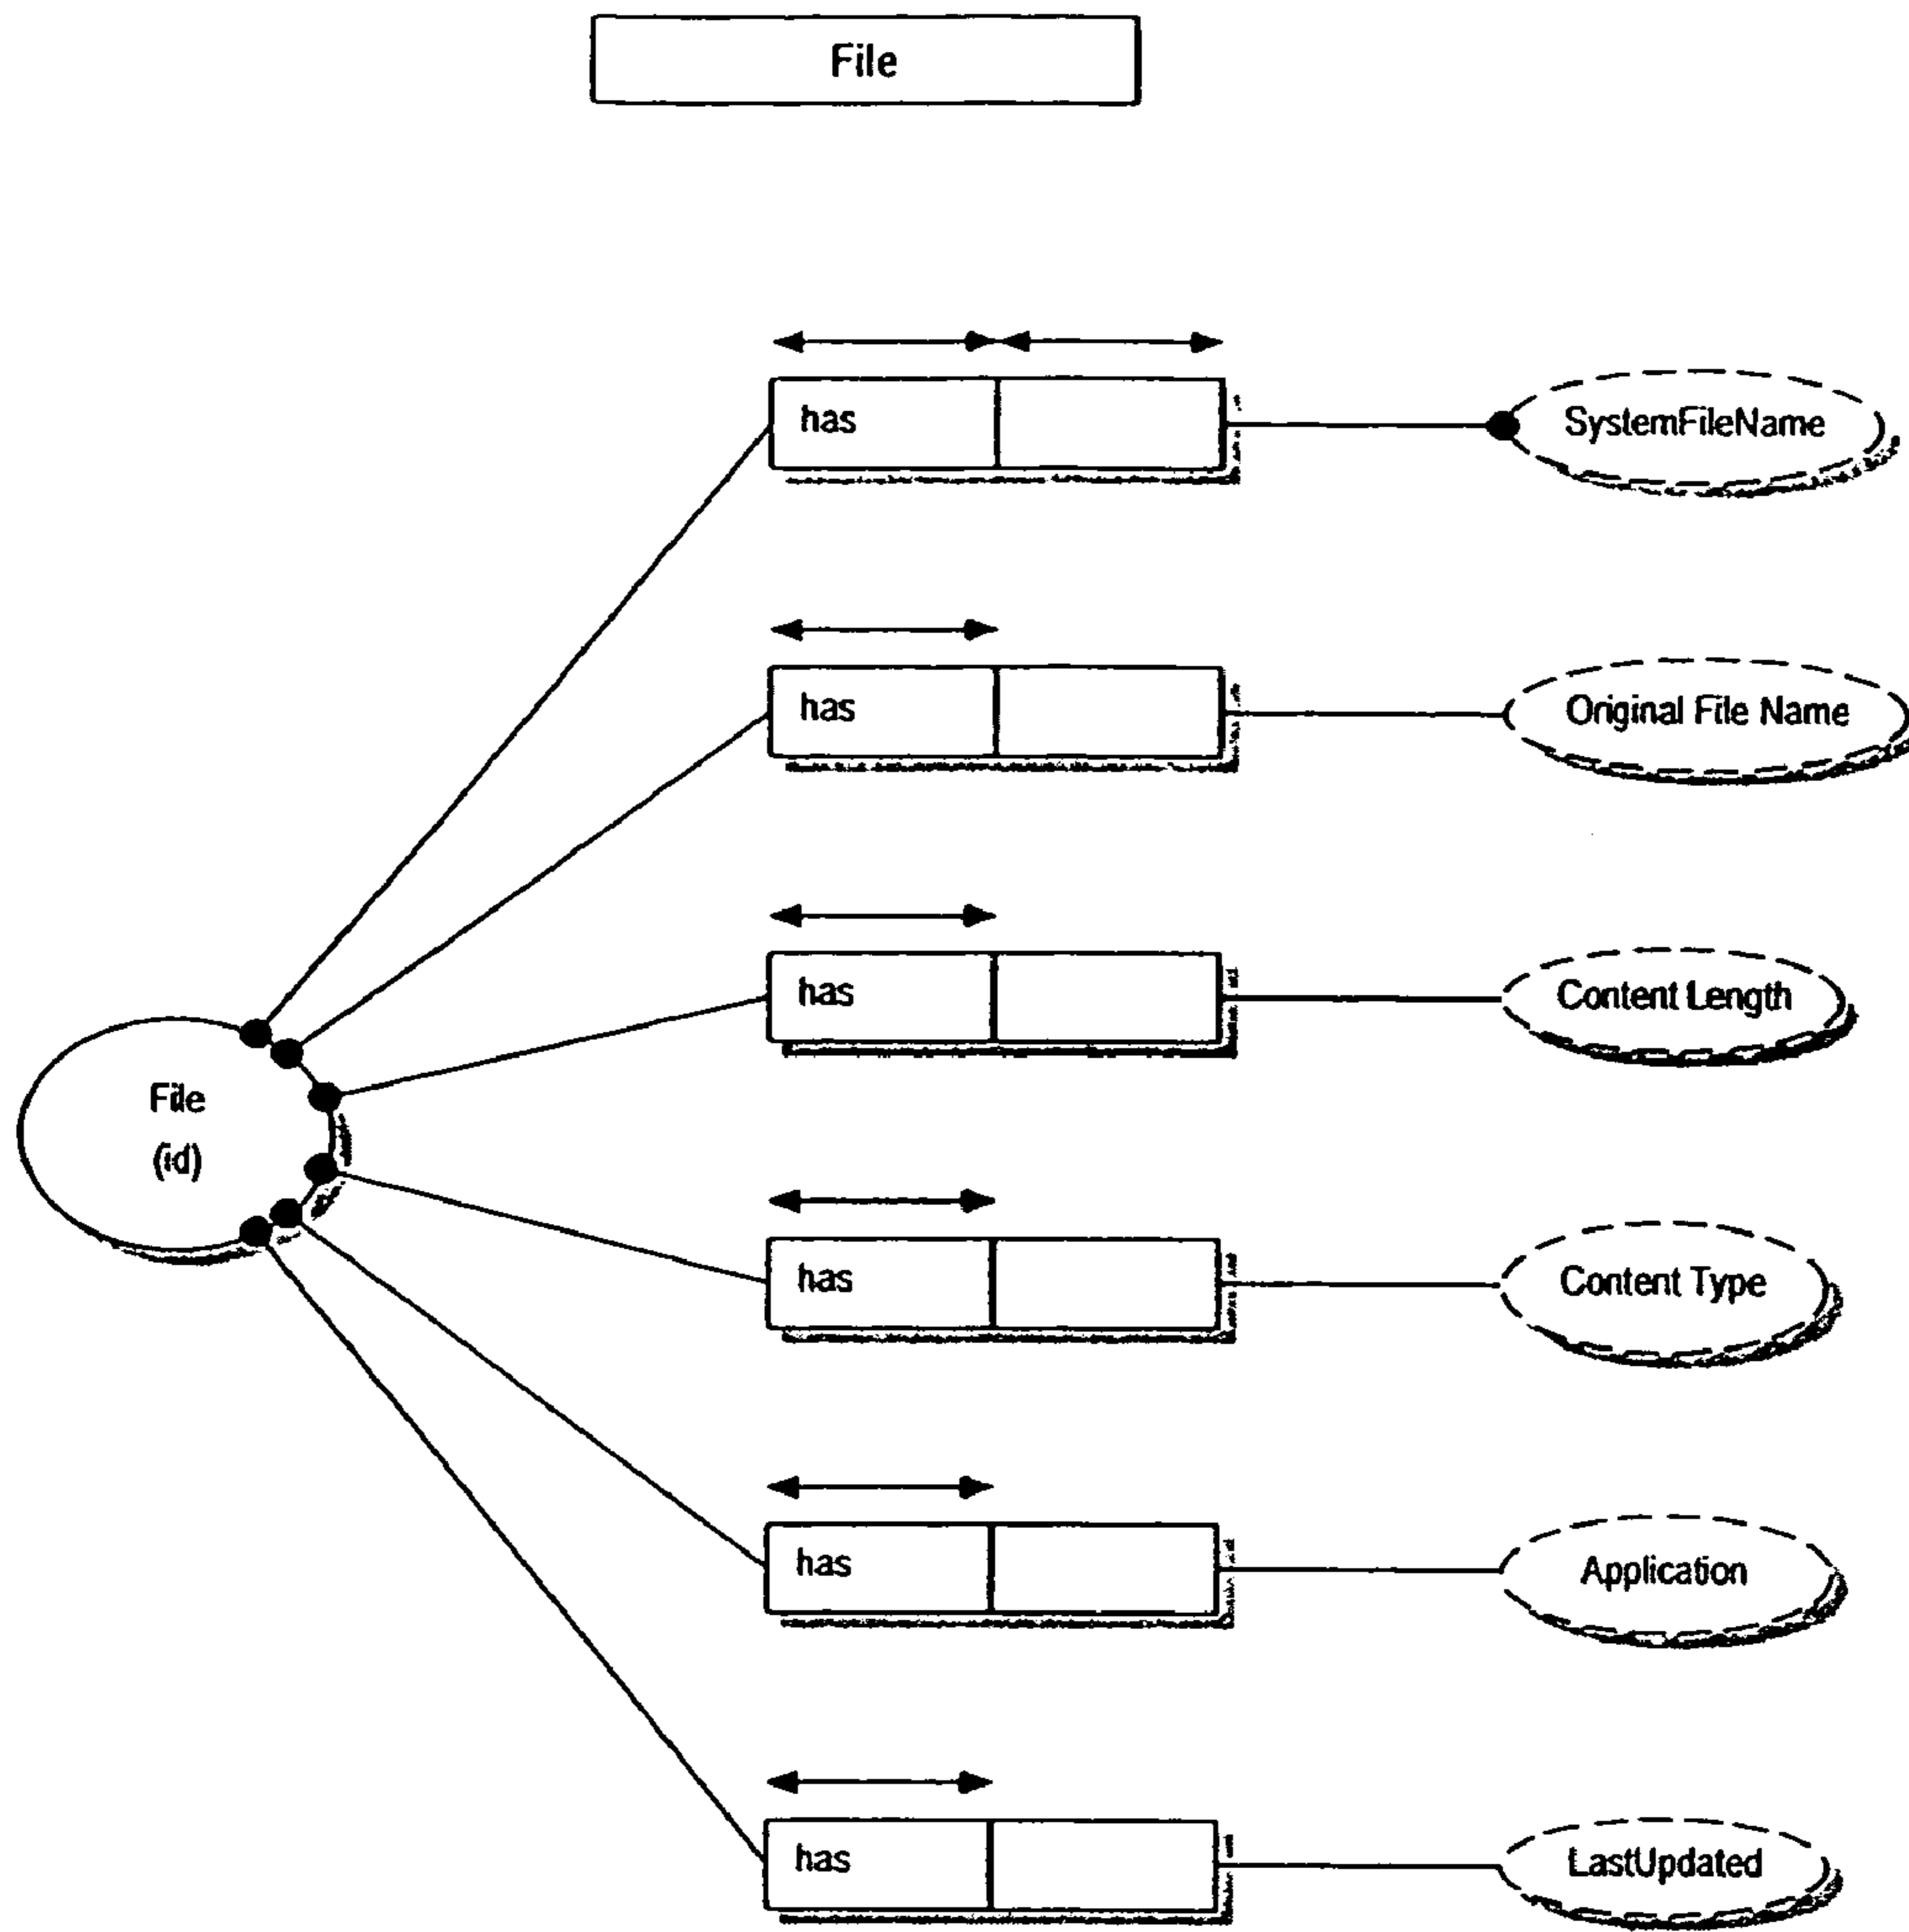 File
has
SystemFileName
has
Original File Name
has
Content Length
File
(id)
has
Content Type
has
Application
has
LastUpdated